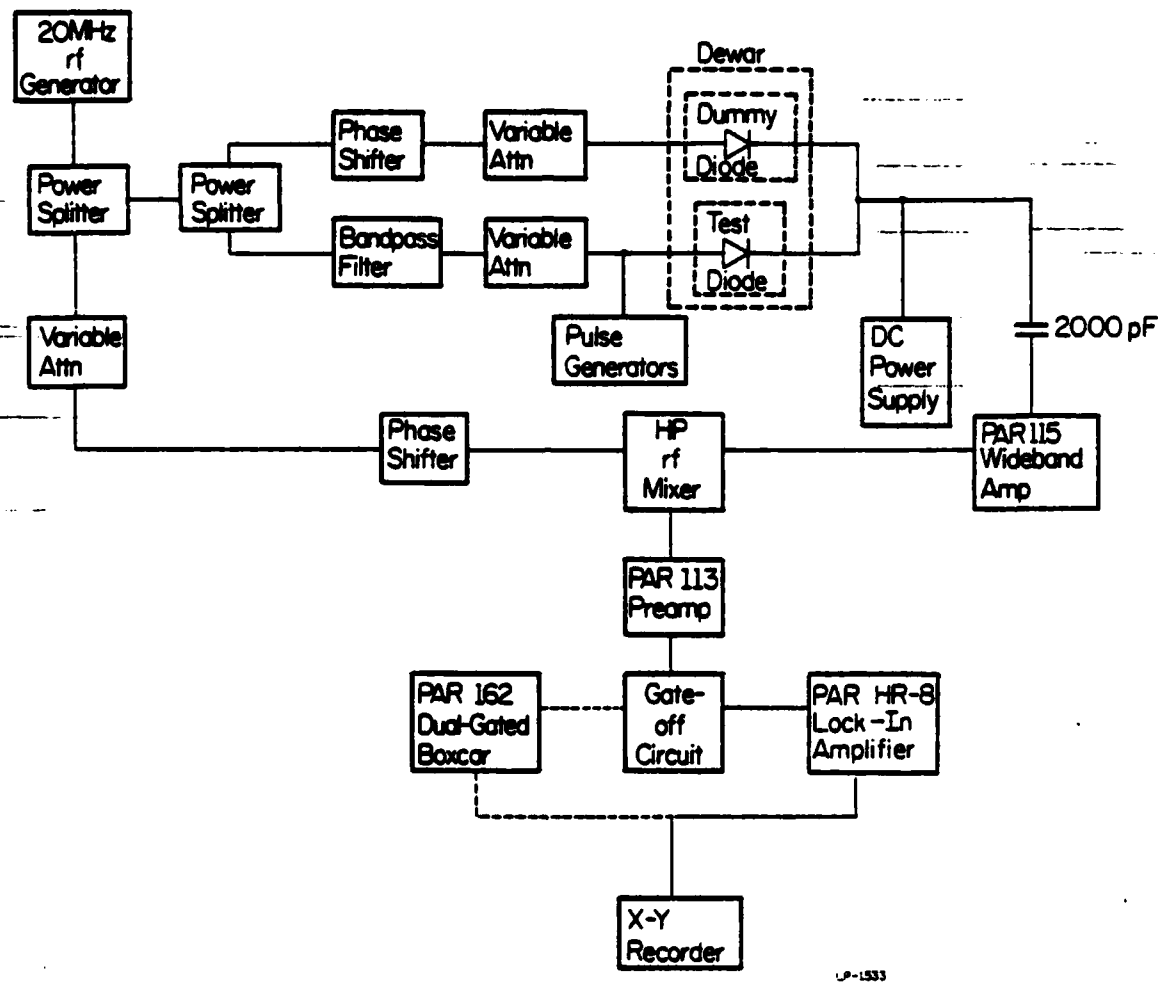 20MHz
rf
Generator
Dewar
Dummy
Diode
Phase
Shifter
Variable
Attn
Power
Splitter
Power
Splitter
Bandpass
Filter
Variable
Attn
Test
Diode
Variable
Attn
Pulse
Generators
DC
Power
Supply
2000 pF
Phase
Shifter
HP
rf
Mixer
PAR 115
Wideband
Amp
PAR 113
Preamp
PAR 162
Dual-Gated
Boxcar
Gate-
off
Circuit
PAR HR-8
Lock-In
Amplifier
X-Y
Recorder
LP-1533